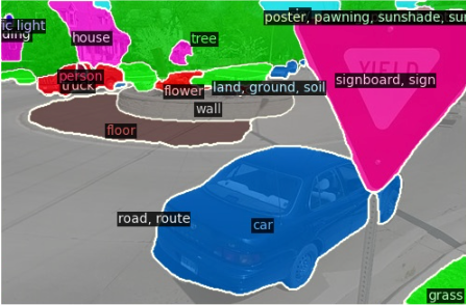 ic light
ding
poster, pawning, sunshade, su
house
tree
person
truck
flower
land, ground, soil
wall
floor
YIELD
signboard, sign
road, route
car
grass